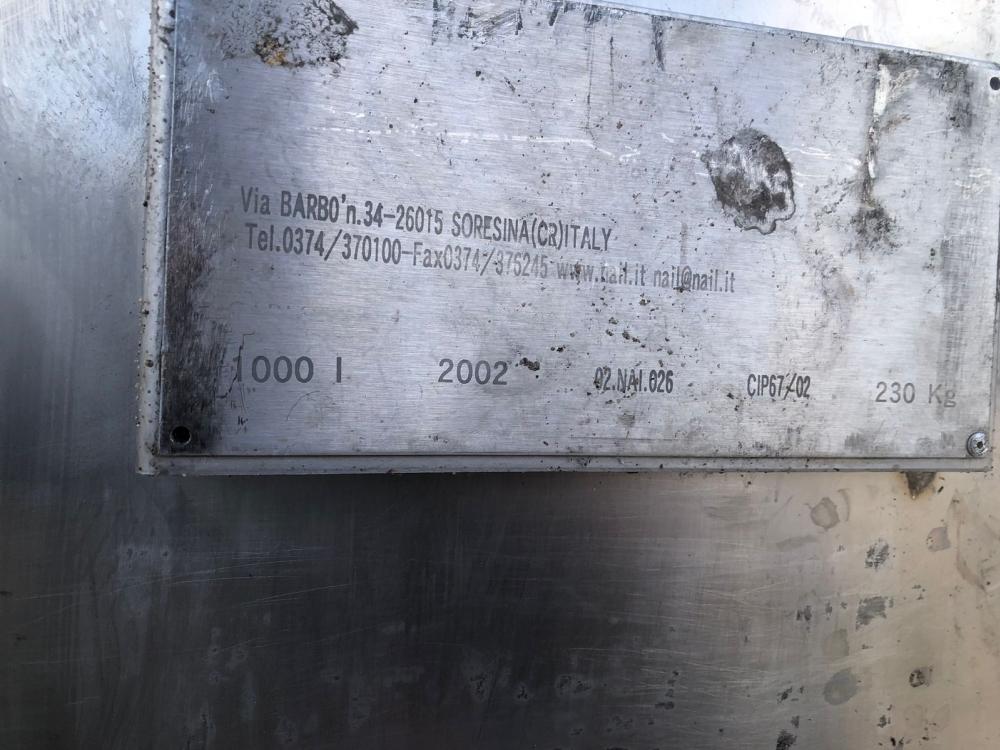 Via BARBO'n.34-26015 SORESINA(CR)ITALY
Tel.0374/370100-Fax0374/376245 www.nail.it nail@nail.it
1000 l 2002 02.NAI.026 CIP67/02 230 Kg